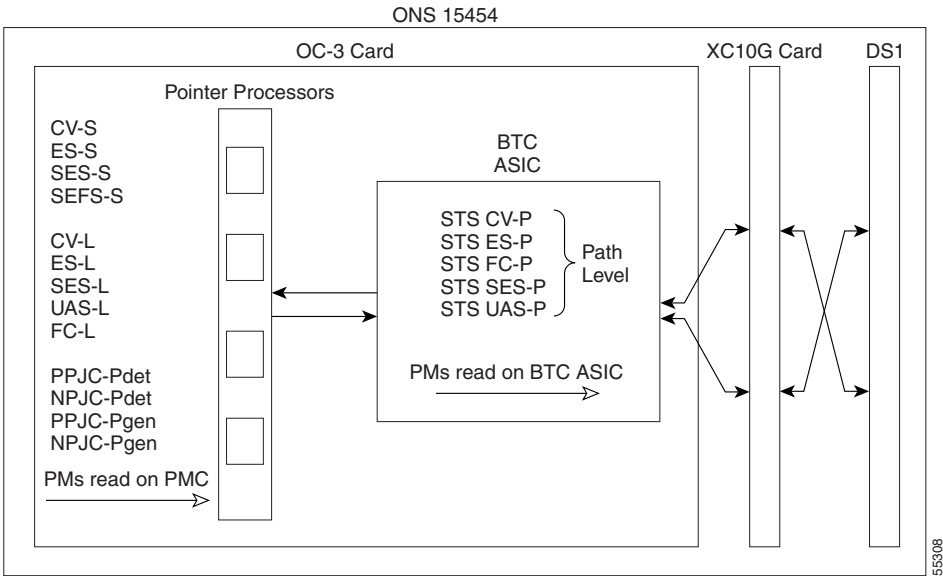 ONS 15454
OC-3 Card
XC10G Card
DS1
Pointer Processors
CV-S
ES-S
SES-S
SEFS-S
CV-L
ES-L
SES-L
UAS-L
FC-L
PPJC-Pdet
NPJC-Pdet
PPJC-Pgen
NPJC-Pgen
PMs read on PMC
BTC
ASIC
STS CV-P
STS ES-P
STS FC-P
STS SES-P
STS UAS-P
Path
Level
PMs read on BTC ASIC
55308